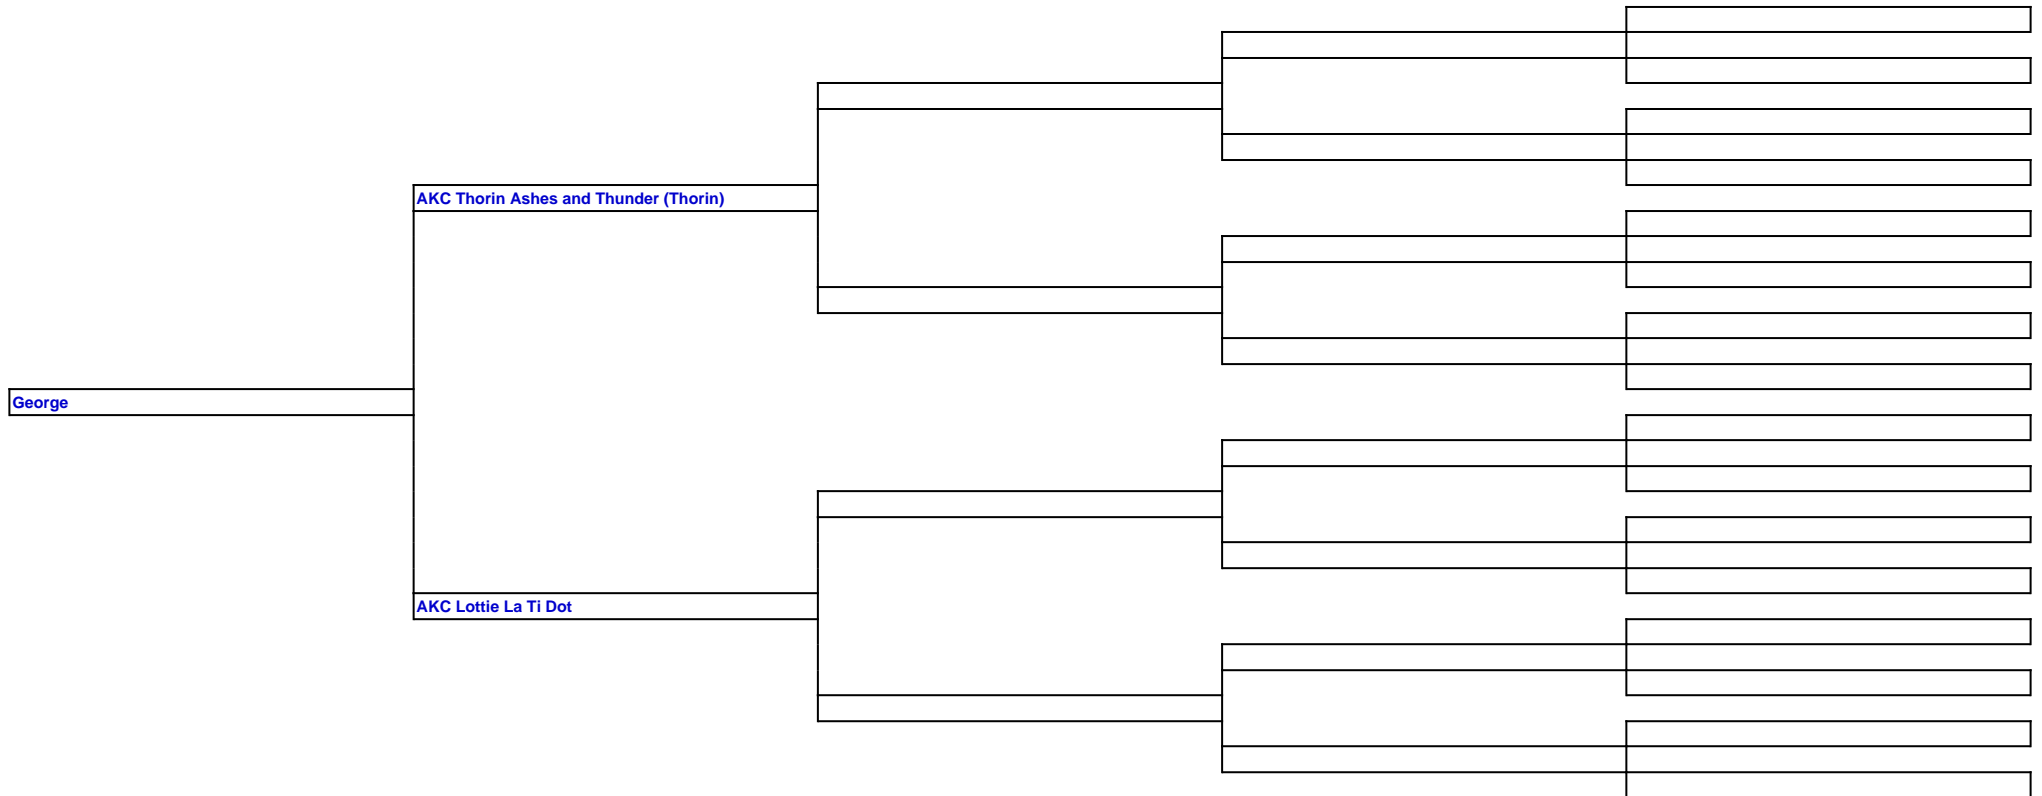 AKC Thorin Ashes and Thunder (Thorin)
George
AKC Lottie La Ti Dot